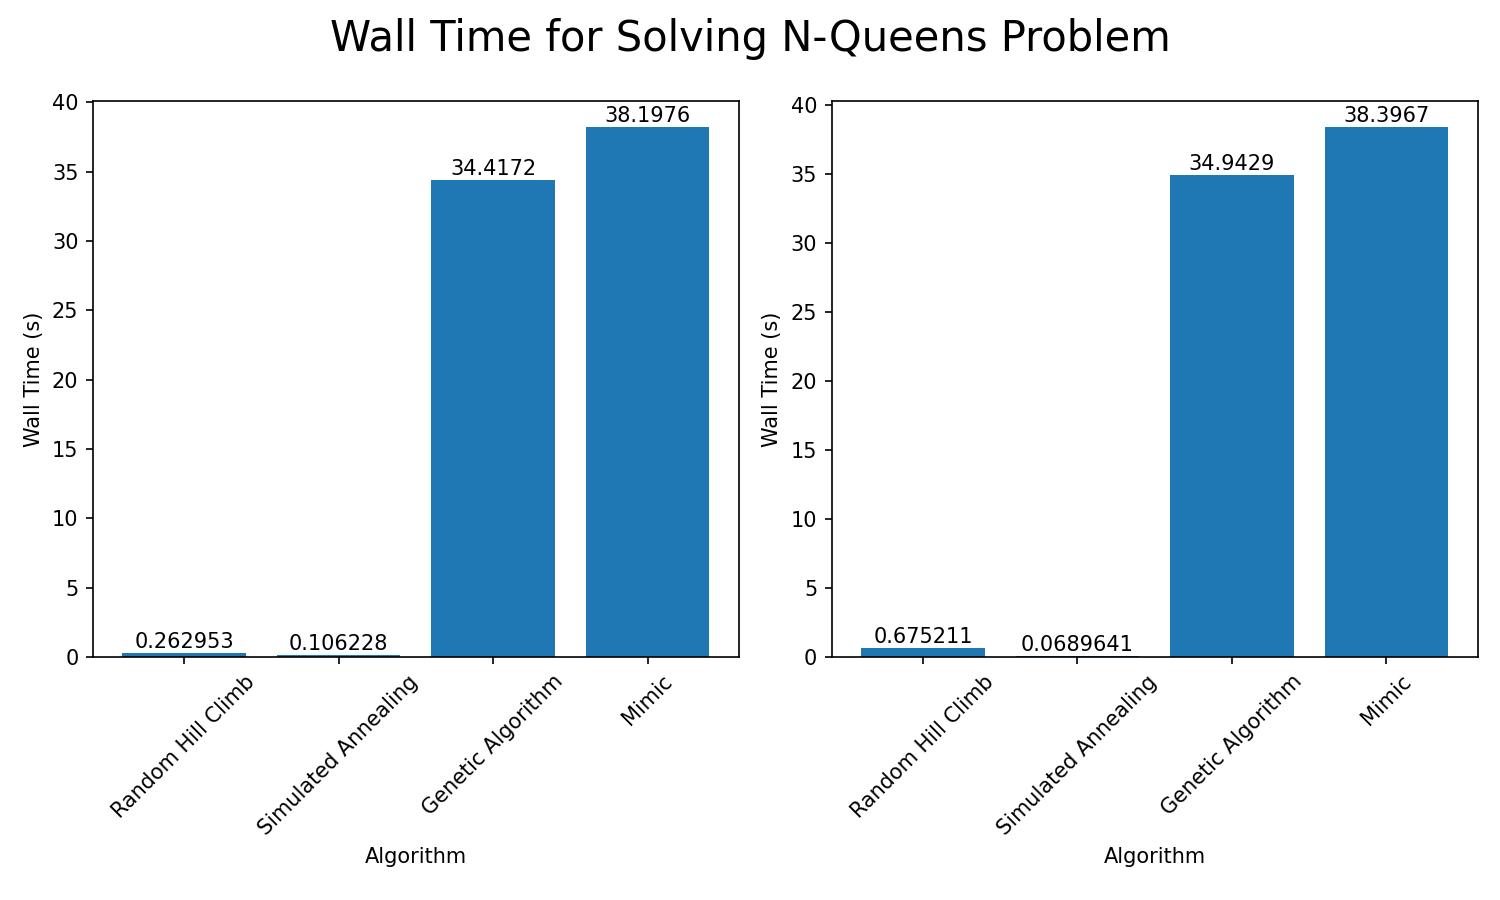 Wall Time for Solving N-Queens Problem
Wall Time (s)
40
35
30
25
20
15
10
5
0
0.262953
0.106228
34.4172
38.1976
Random Hill Climb
Simulated Annealing
Genetic Algorithm
Mimic
Algorithm
Wall Time (s)
40
35
30
25
20
15
10
5
0
0.675211
0.0689641
34.9429
38.3967
Random Hill Climb
Simulated Annealing
Genetic Algorithm
Mimic
Algorithm